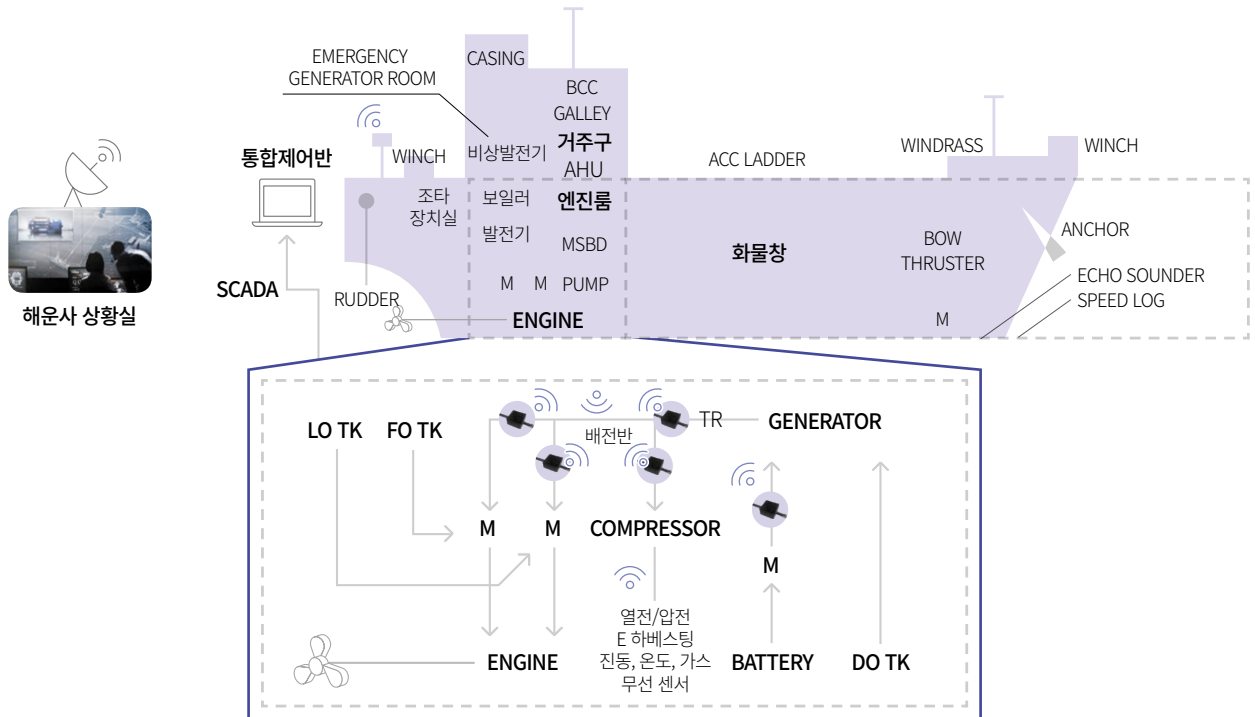 EMERGENCY
GENERATOR ROOM
CASING
BCC
GALLEY
거주구
AHU
비상발전기
통합제어반
WINCH
조타
장치실
보일러
엔진룸
발전기
MSBD
M
M
PUMP
ENGINE
RUDDER
SCADA
해운사 상황실
ACC LADDER
화물창
WINDRASS
WINCH
BOW
THRUSTER
M
ANCHOR
ECHO SOUNDER
SPEED LOG
LO TK
FO TK
배전반
TR
GENERATOR
M
M
COMPRESSOR
M
열전/압전
E 하베스팅
진동, 온도, 가스
무선 센서
ENGINE
BATTERY
DO TK